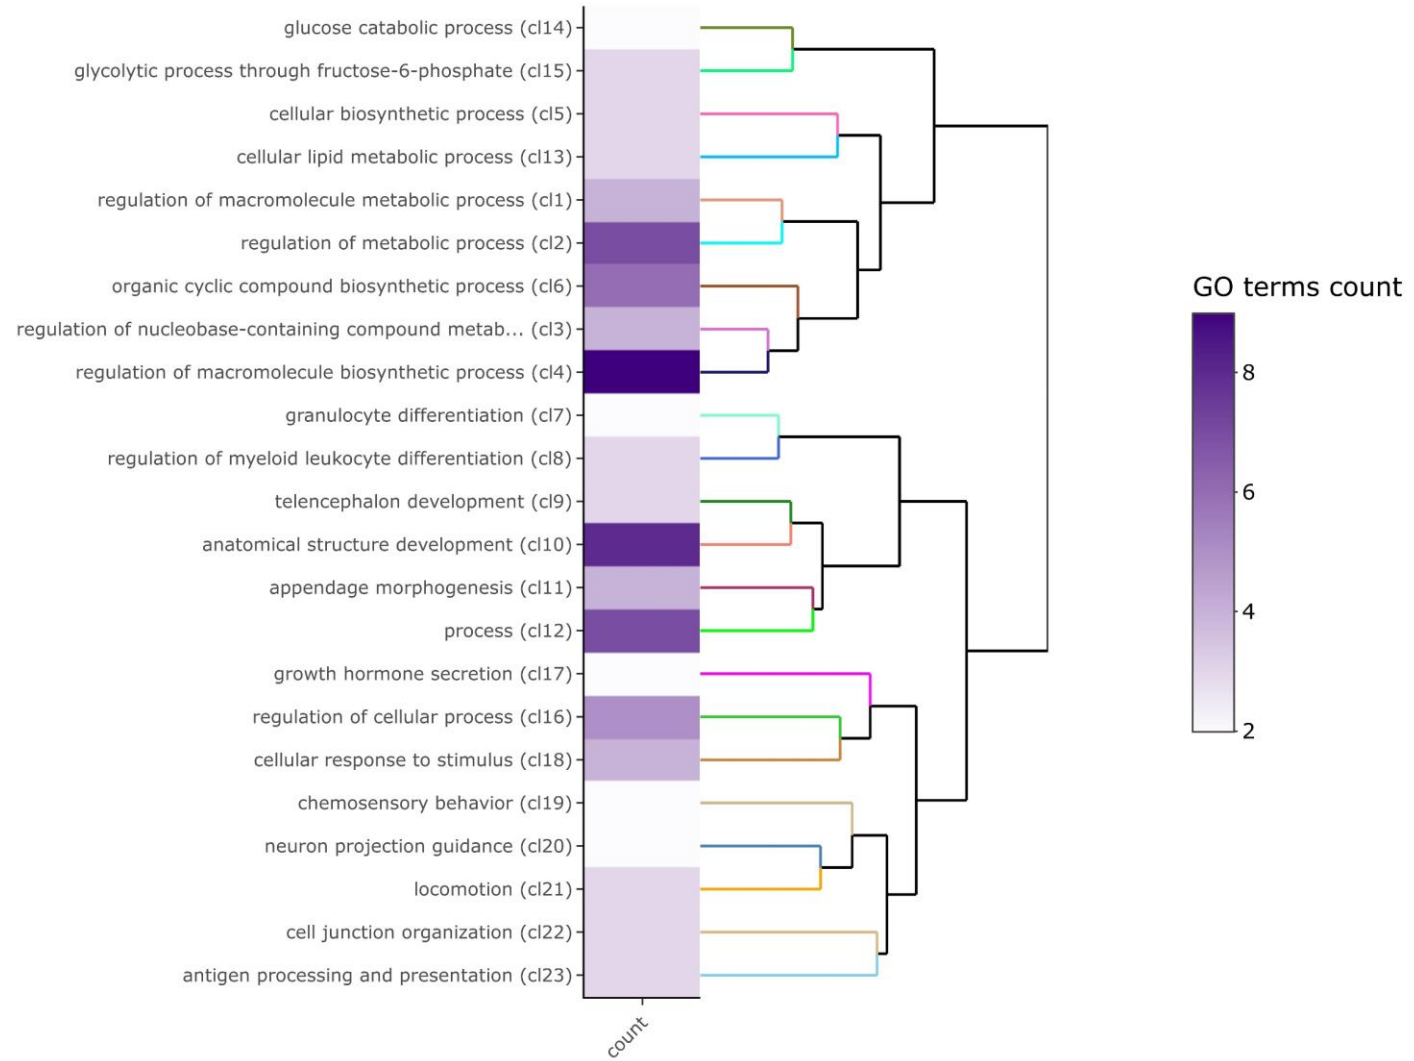 glucose catabolic process (cl14)
glycolytic process through fructose-6-phosphate (cl15)
cellular biosynthetic process (cl5)
cellular lipid metabolic process (cl13)
regulation of macromolecule metabolic process (cl1)
regulation of metabolic process (cl2)
organic cyclic compound biosynthetic process (cl6)
regulation of nucleobase-containing compound metab... (cl3)
regulation of macromolecule biosynthetic process (cl4)
granulocyte differentiation (cl7)
regulation of myeloid leukocyte differentiation (cl8)
telencephalon development (cl9)
anatomical structure development (cl10)
appendage morphogenesis (cl11)
process (cl12)
growth hormone secretion (cl17)
regulation of cellular process (cl16)
cellular response to stimulus (cl18)
chemosensory behavior (cl19)
neuron projection guidance (cl20)
locomotion (cl21)
cell junction organization (cl22)
antigen processing and presentation (cl23)
count
GO terms count
8
6
4
2